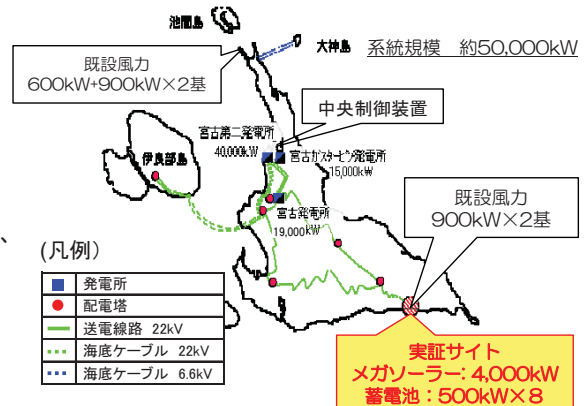 池間島
大神島
系統規模 約50,000kW
既設風力
600kW+900kW×2基
中央制御装置
宮古第二発電所
40,000kW
宮古ガスタービン発電所
15,000kW
伊良部島
宮古発電所
19,000kW
既設風力
900kW×2基
、
(凡例)
発電所
配電塔
送電線路 22kV
海底ケーブル 22kV
海底ケーブル 6.6kV
実証サイト
メガソーラー：4,000kW
蓄電池：500kW×8